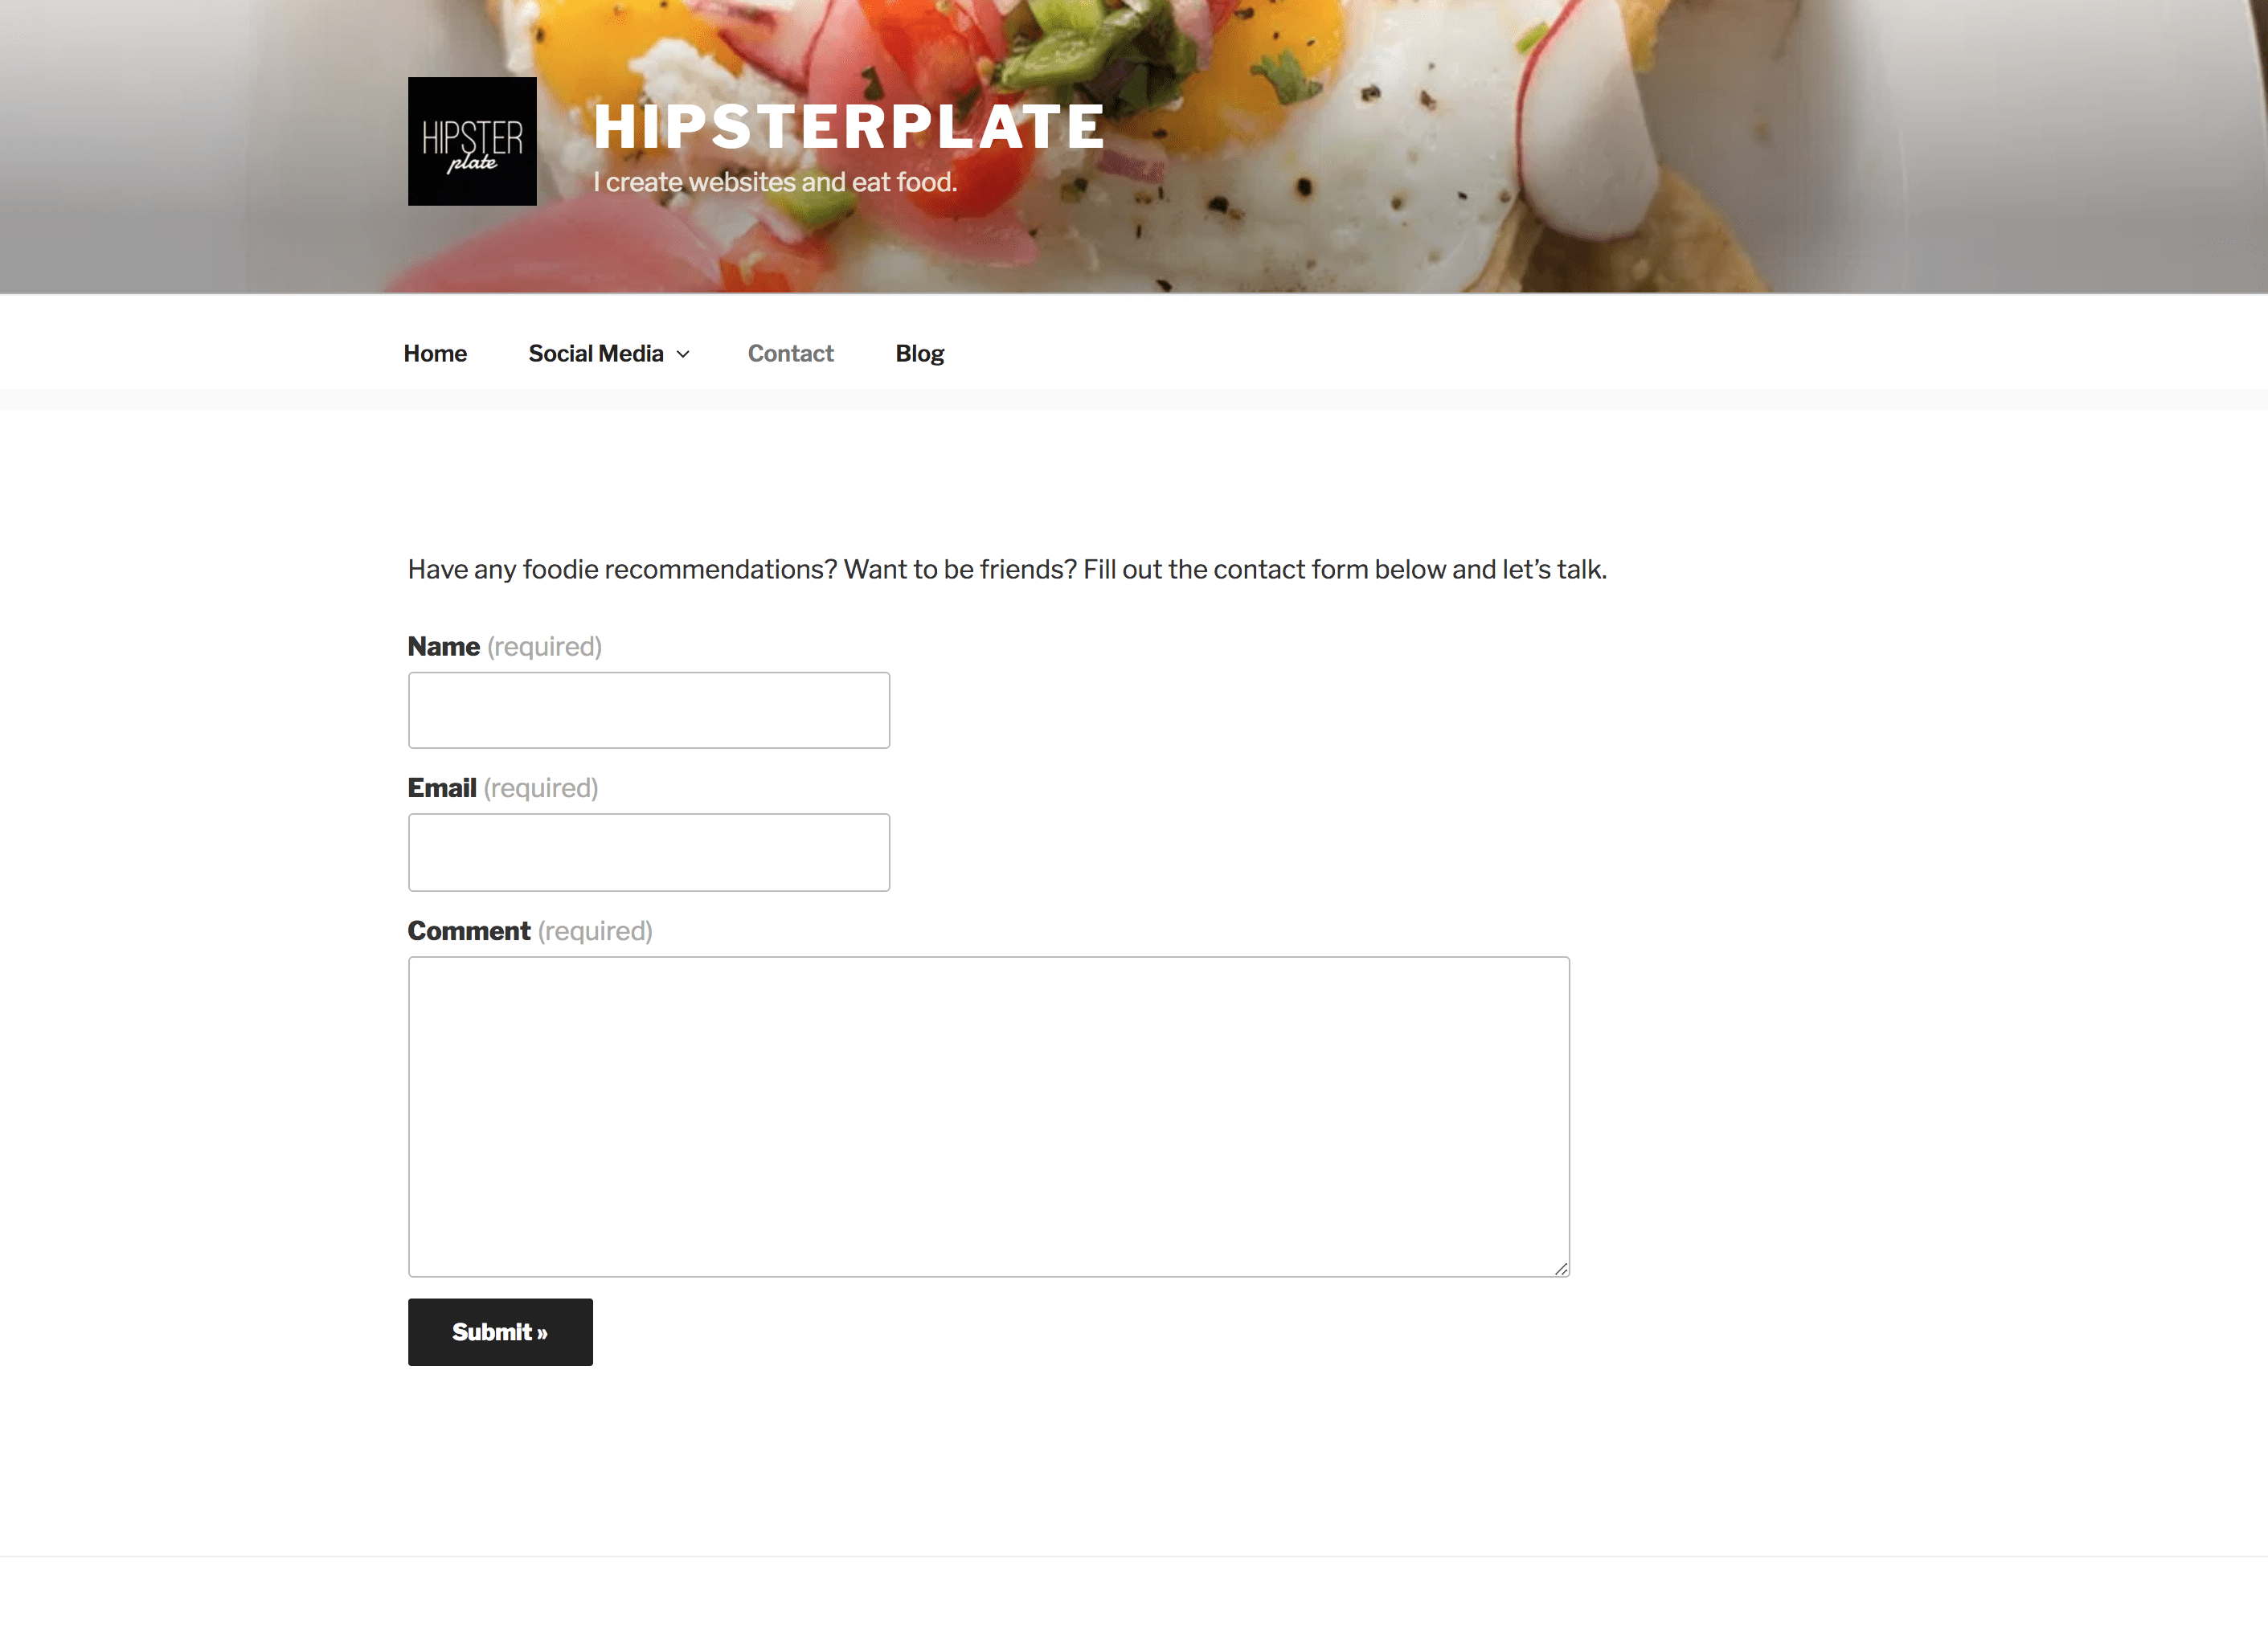 HIPSTER
plate
HIPSTERPLATE
I create websites and eat food.
Home Social Media Contact Blog
Have any foodie recommendations? Want to be friends? Fill out the contact form below and let’s talk.
Name (required)
Email (required)
Comment (required)
Submit »